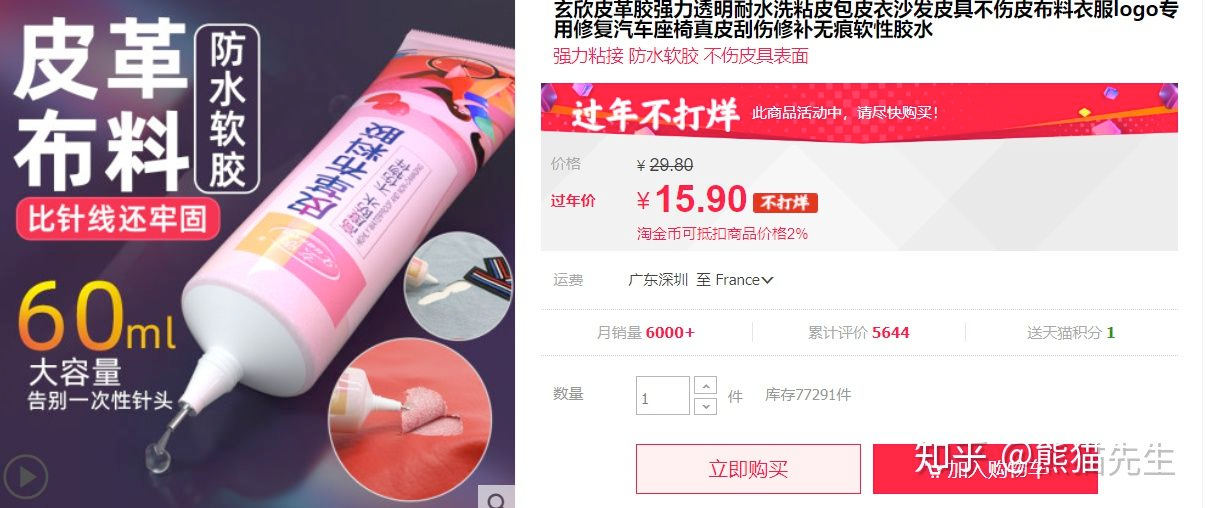 皮革
布料
防水软胶
比针线还牢固
60ml
大容量
告别一次性针头
皮革布料胶
玄欣皮革胶强力透明耐水洗粘皮包皮衣沙发皮具不伤皮布料衣服logo专
用修复汽车座椅真皮刮伤修补无痕软性胶水
强力粘接 防水软胶 不伤皮具表面
过年不打烊 此商品活动中，请尽快购买！
价格 ¥ 29.80
过年价 ¥ 15.90 不打烊
淘金币可抵扣商品价格2%
运费 广东深圳 至 France
月销量 6000+ 累计评价 5644 送天猫积分 1
数量 1 件 库存77291件
立即购买 加入购物车
知乎 @熊猫先生